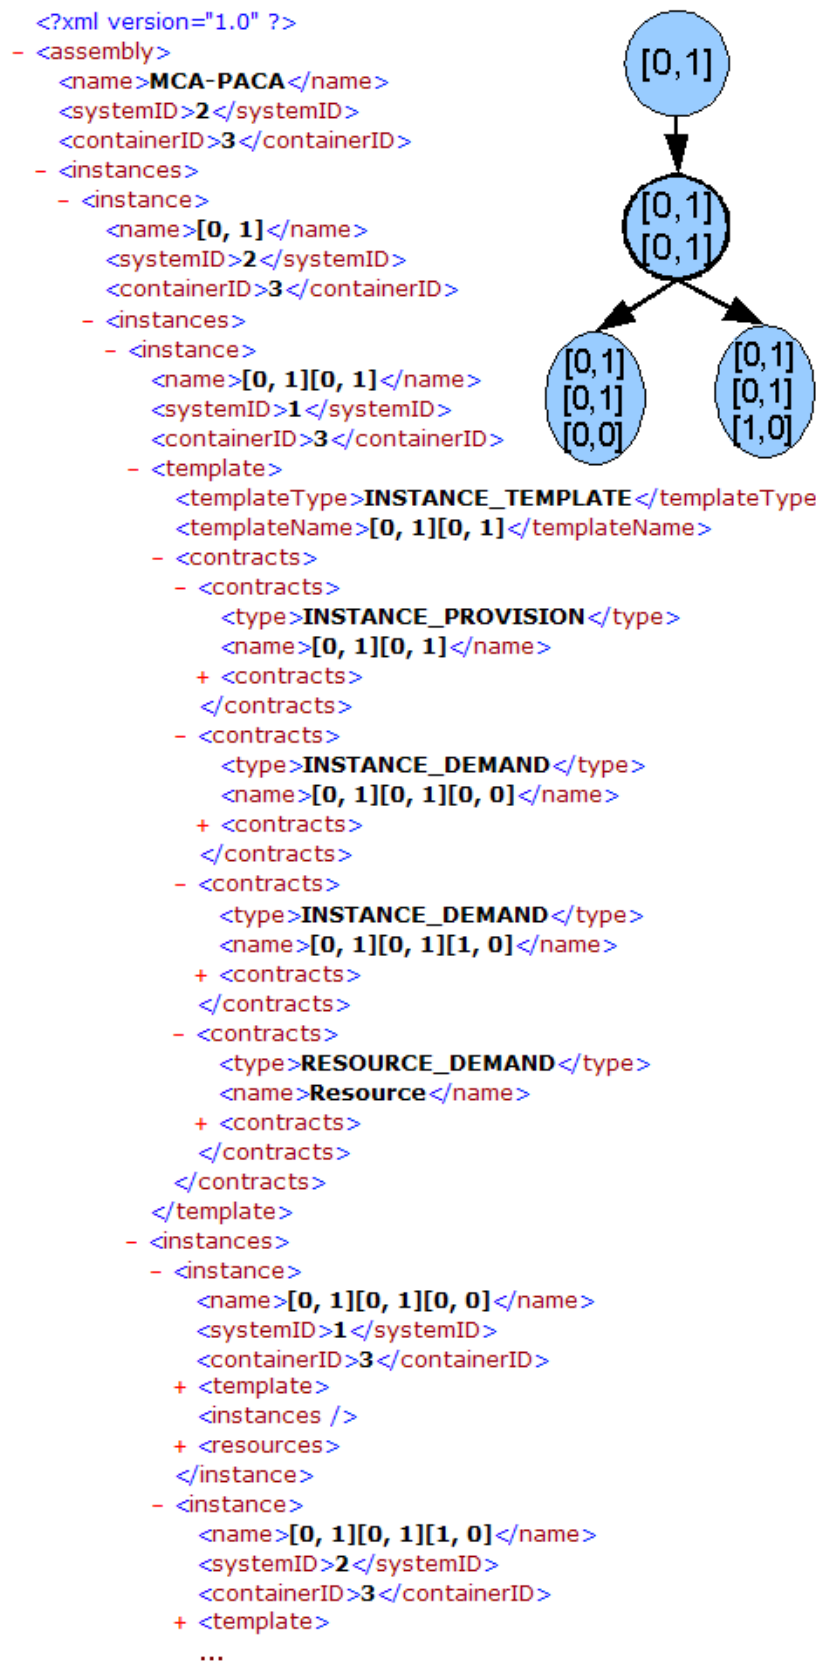 <?xml version="1.0" ?>
- <assembly>
<name>MCA-PACA</name>
<systemID>2</systemID>
<containerID>3</containerID>
- <instances>
- <instance>
<name>[0, 1]</name>
<systemID>2</systemID>
<containerID>3</containerID>
- <instances>
- <instance>
<name>[0, 1][0, 1]</name>
<systemID>1</systemID>
<containerID>3</containerID>
- <template>
<templateType>INSTANCE_TEMPLATE</templateType
<templateName>[0, 1][0, 1]</templateName>
- <contracts>
- <contracts>
<type>INSTANCE_PROVISION</type>
<name>[0, 1][0, 1]</name>
+ <contracts>
</contracts>
- <contracts>
<type>INSTANCE_DEMAND</type>
<name>[0, 1][0, 1][0, 0]</name>
+ <contracts>
</contracts>
- <contracts>
<type>INSTANCE_DEMAND</type>
<name>[0, 1][0, 1][1, 0]</name>
+ <contracts>
</contracts>
- <contracts>
<type>RESOURCE_DEMAND</type>
<name>Resource</name>
+ <contracts>
</contracts>
</contracts>
</template>
- <instances>
- <instance>
<name>[0, 1][0, 1][0, 0]</name>
<systemID>1</systemID>
<containerID>3</containerID>
+ <template>
<instances />
+ <resources>
</instance>
- <instance>
<name>[0, 1][0, 1][1, 0]</name>
<systemID>2</systemID>
<containerID>3</containerID>
+ <template>
...
[0,1]
[0,1]
[0,1]
[0,1]
[0,1]
[0,0]
[0,1]
[0,1]
[1,0]